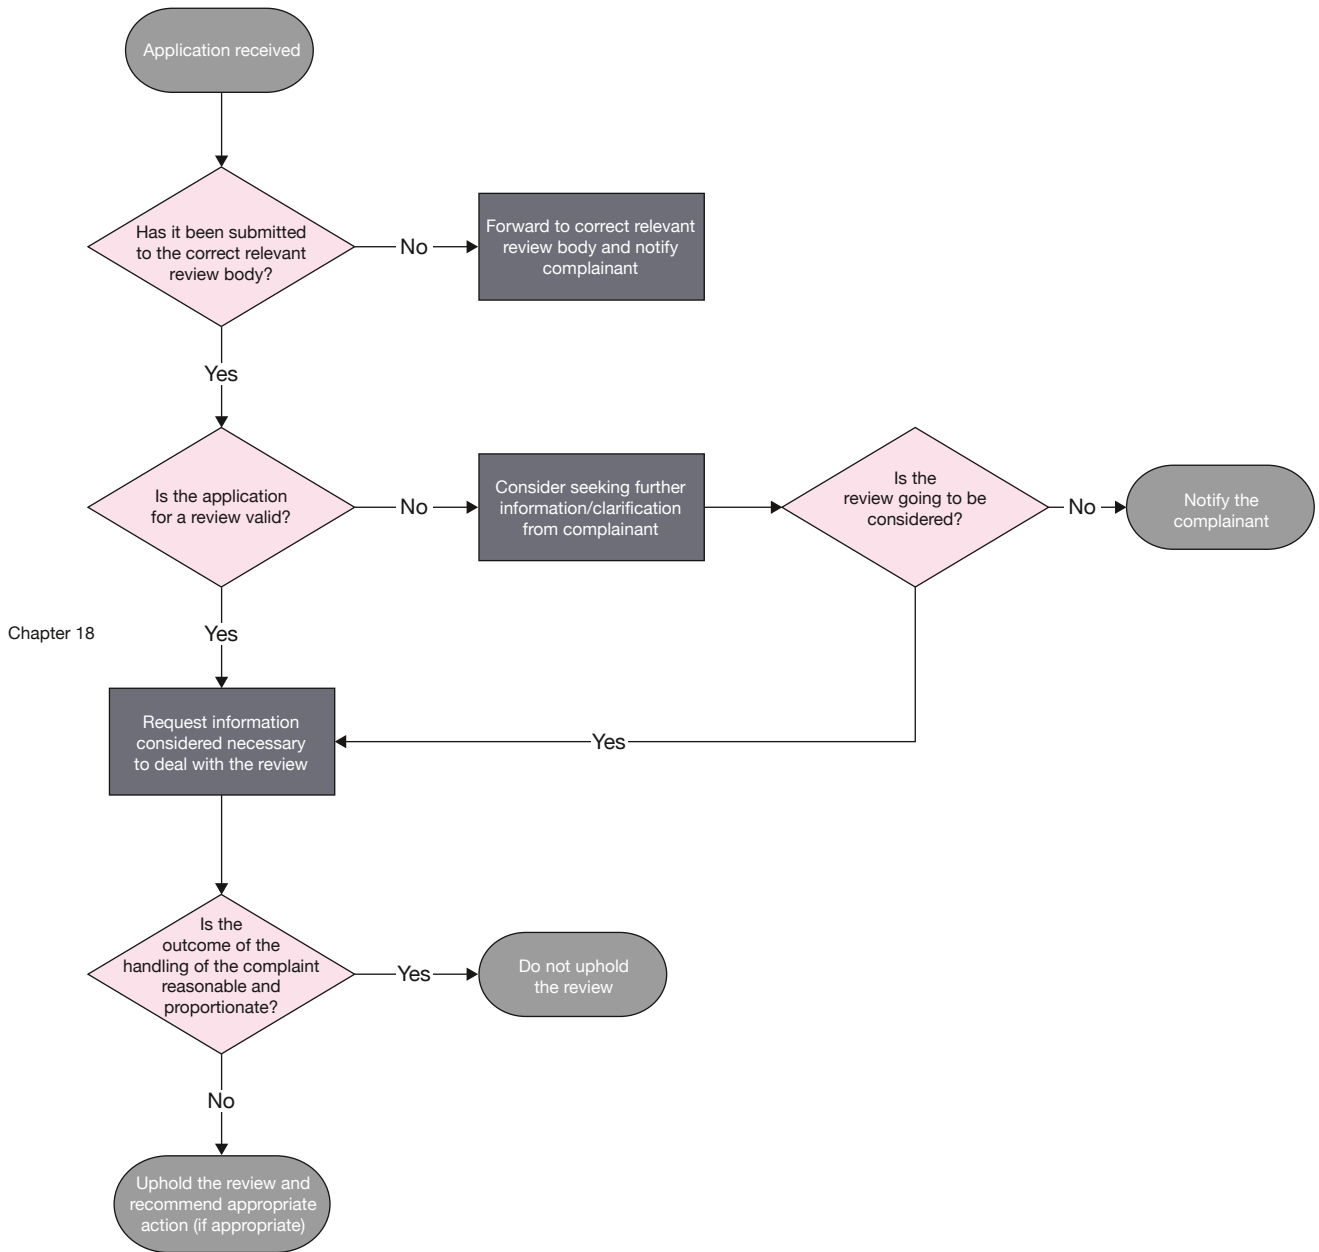 Application received
Has it been submitted
to the correct relevant
review body?
No
Forward to correct relevant
review body and notify
complainant
Yes
Is the application
for a review valid?
No
Consider seeking further
information/clarification
from complainant
Is the
review going to be
considered?
No
Notify the
complainant
Chapter 18
Yes
Request information
considered necessary
to deal with the review
Yes
Is the
outcome of the
handling of the complaint
reasonable and
proportionate?
Yes
Do not uphold
the review
No
Uphold the review and
recommend appropriate
action (if appropriate)